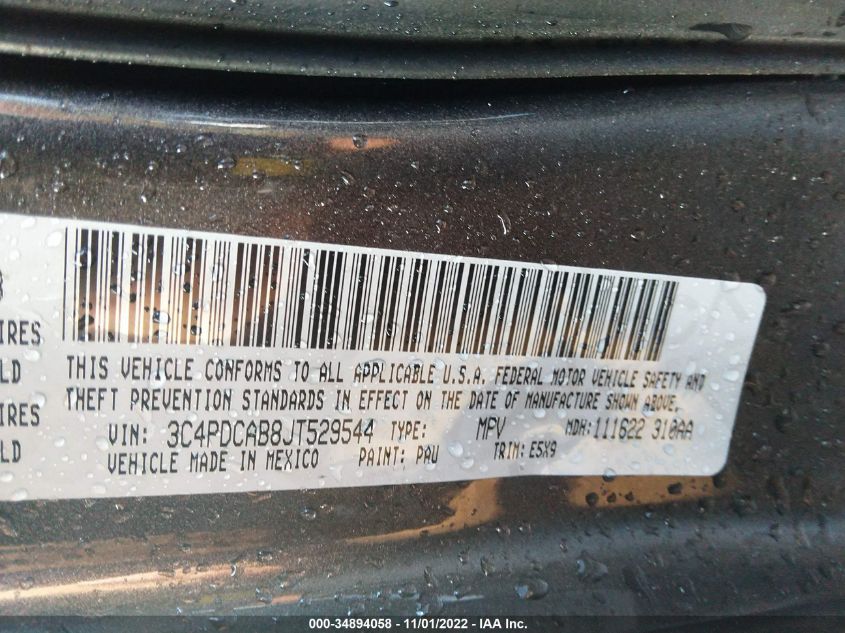 IRES
LD
IRES
LD
THIS VEHICLE CONFORMS TO ALL APPLICABLE U.S.A. FEDERAL MOTOR VEHICLE SAFETY AND
THEFT PREVENTION STANDARDS IN EFFECT ON THE DATE OF MANUFACTURE SHOWN ABOVE.
VIN: 3C4PDCAB8JT529544 TYPE: MPV MDH:111622 310AA
VEHICLE MADE IN MEXICO PAINT: PAU TRIM: E5X9
000-34894058 - 11/01/2022 - IAA Inc.